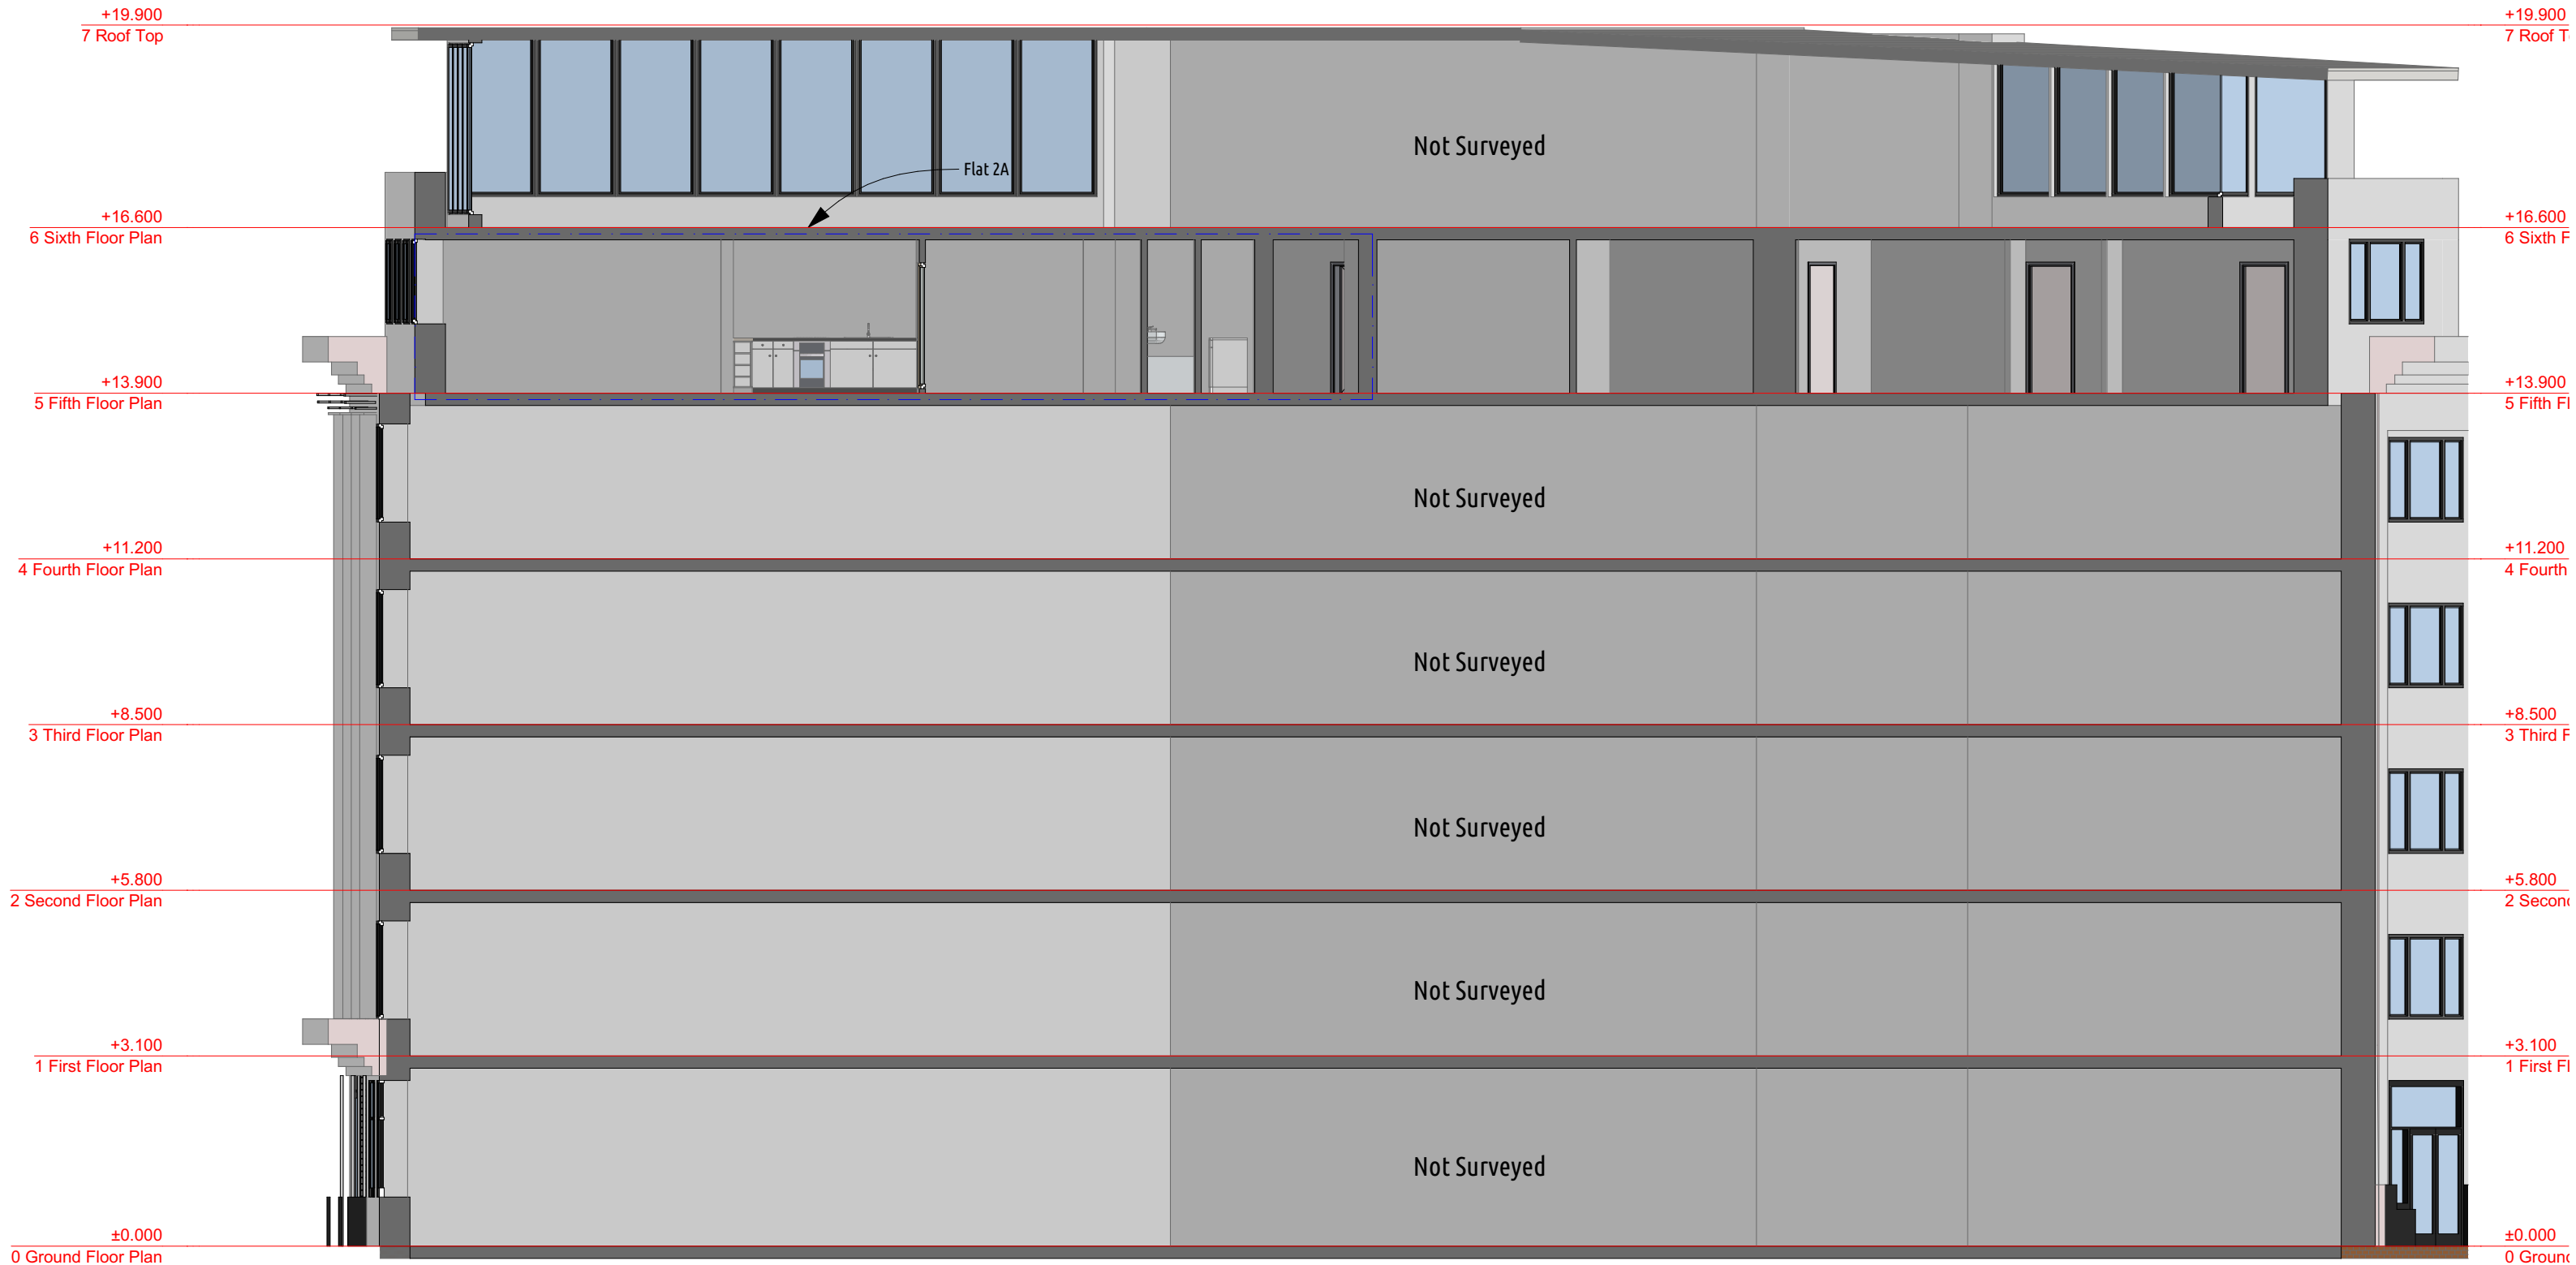 +19.900
7 Roof Top
+19.900
7 Roof T
Not Surveyed
Flat 2A
+16.600
6 Sixth Floor Plan
+16.600
6 Sixth F
+13.900
5 Fifth Floor Plan
+13.900
5 Fifth Fl
Not Surveyed
+11.200
4 Fourth Floor Plan
+11.200
4 Fourth
Not Surveyed
+8.500
3 Third Floor Plan
+8.500
3 Third F
Not Surveyed
+5.800
2 Second Floor Plan
+5.800
2 Secon
Not Surveyed
+3.100
1 First Floor Plan
+3.100
1 First Fl
Not Surveyed
±0.000
0 Ground Floor Plan
±0.000
0 Groun